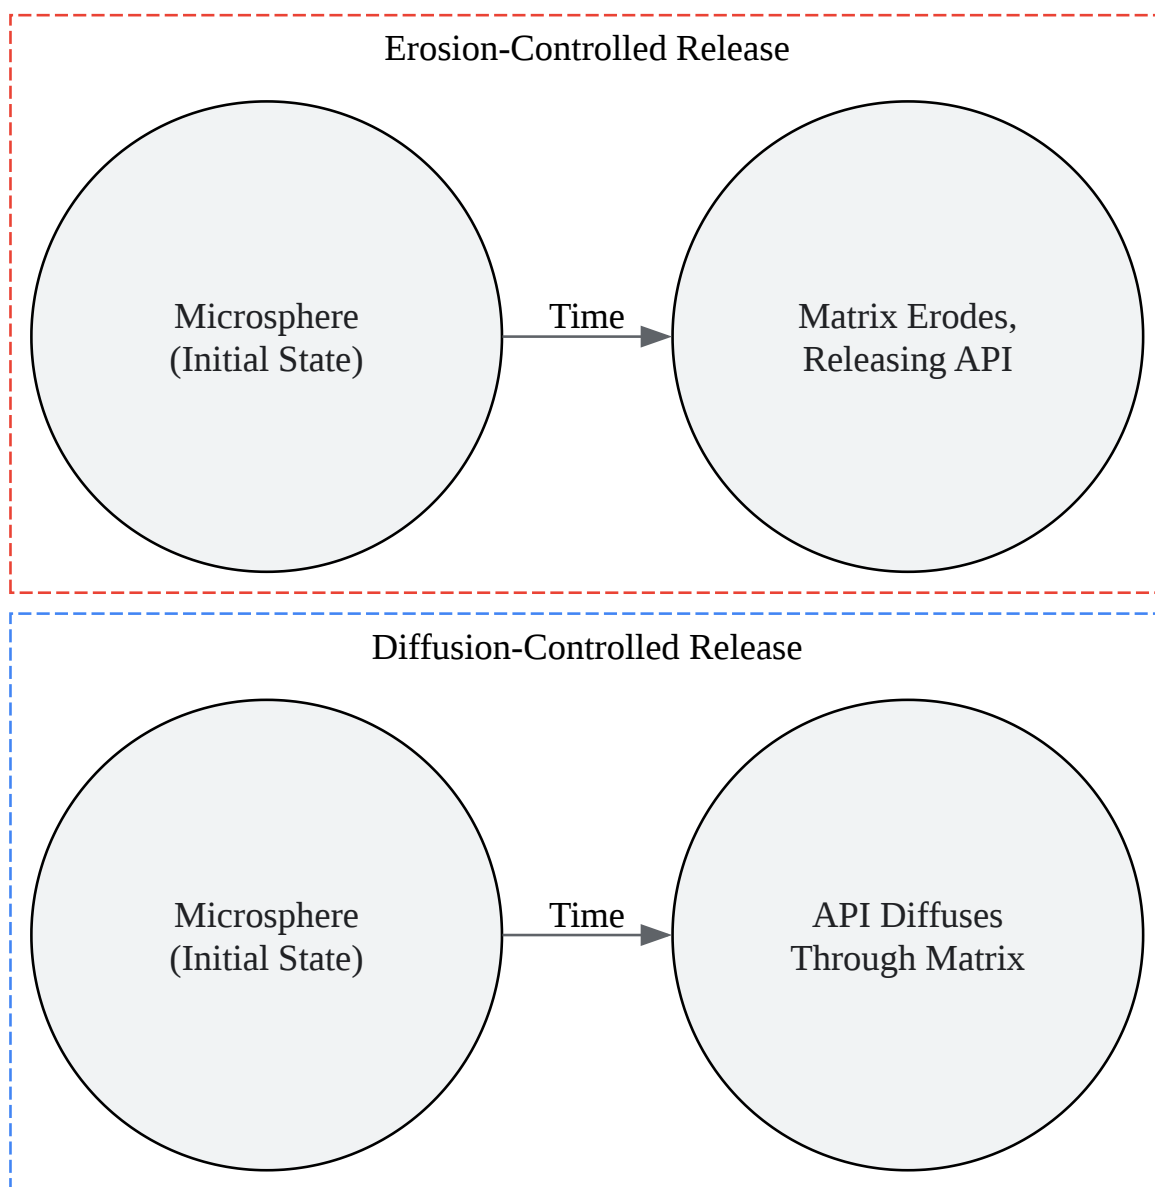 Erosion-Controlled Release
Microsphere
(Initial State)
Time
Matrix Erodes,
Releasing API
Diffusion-Controlled Release
Microsphere
(Initial State)
Time
API Diffuses
Through Matrix